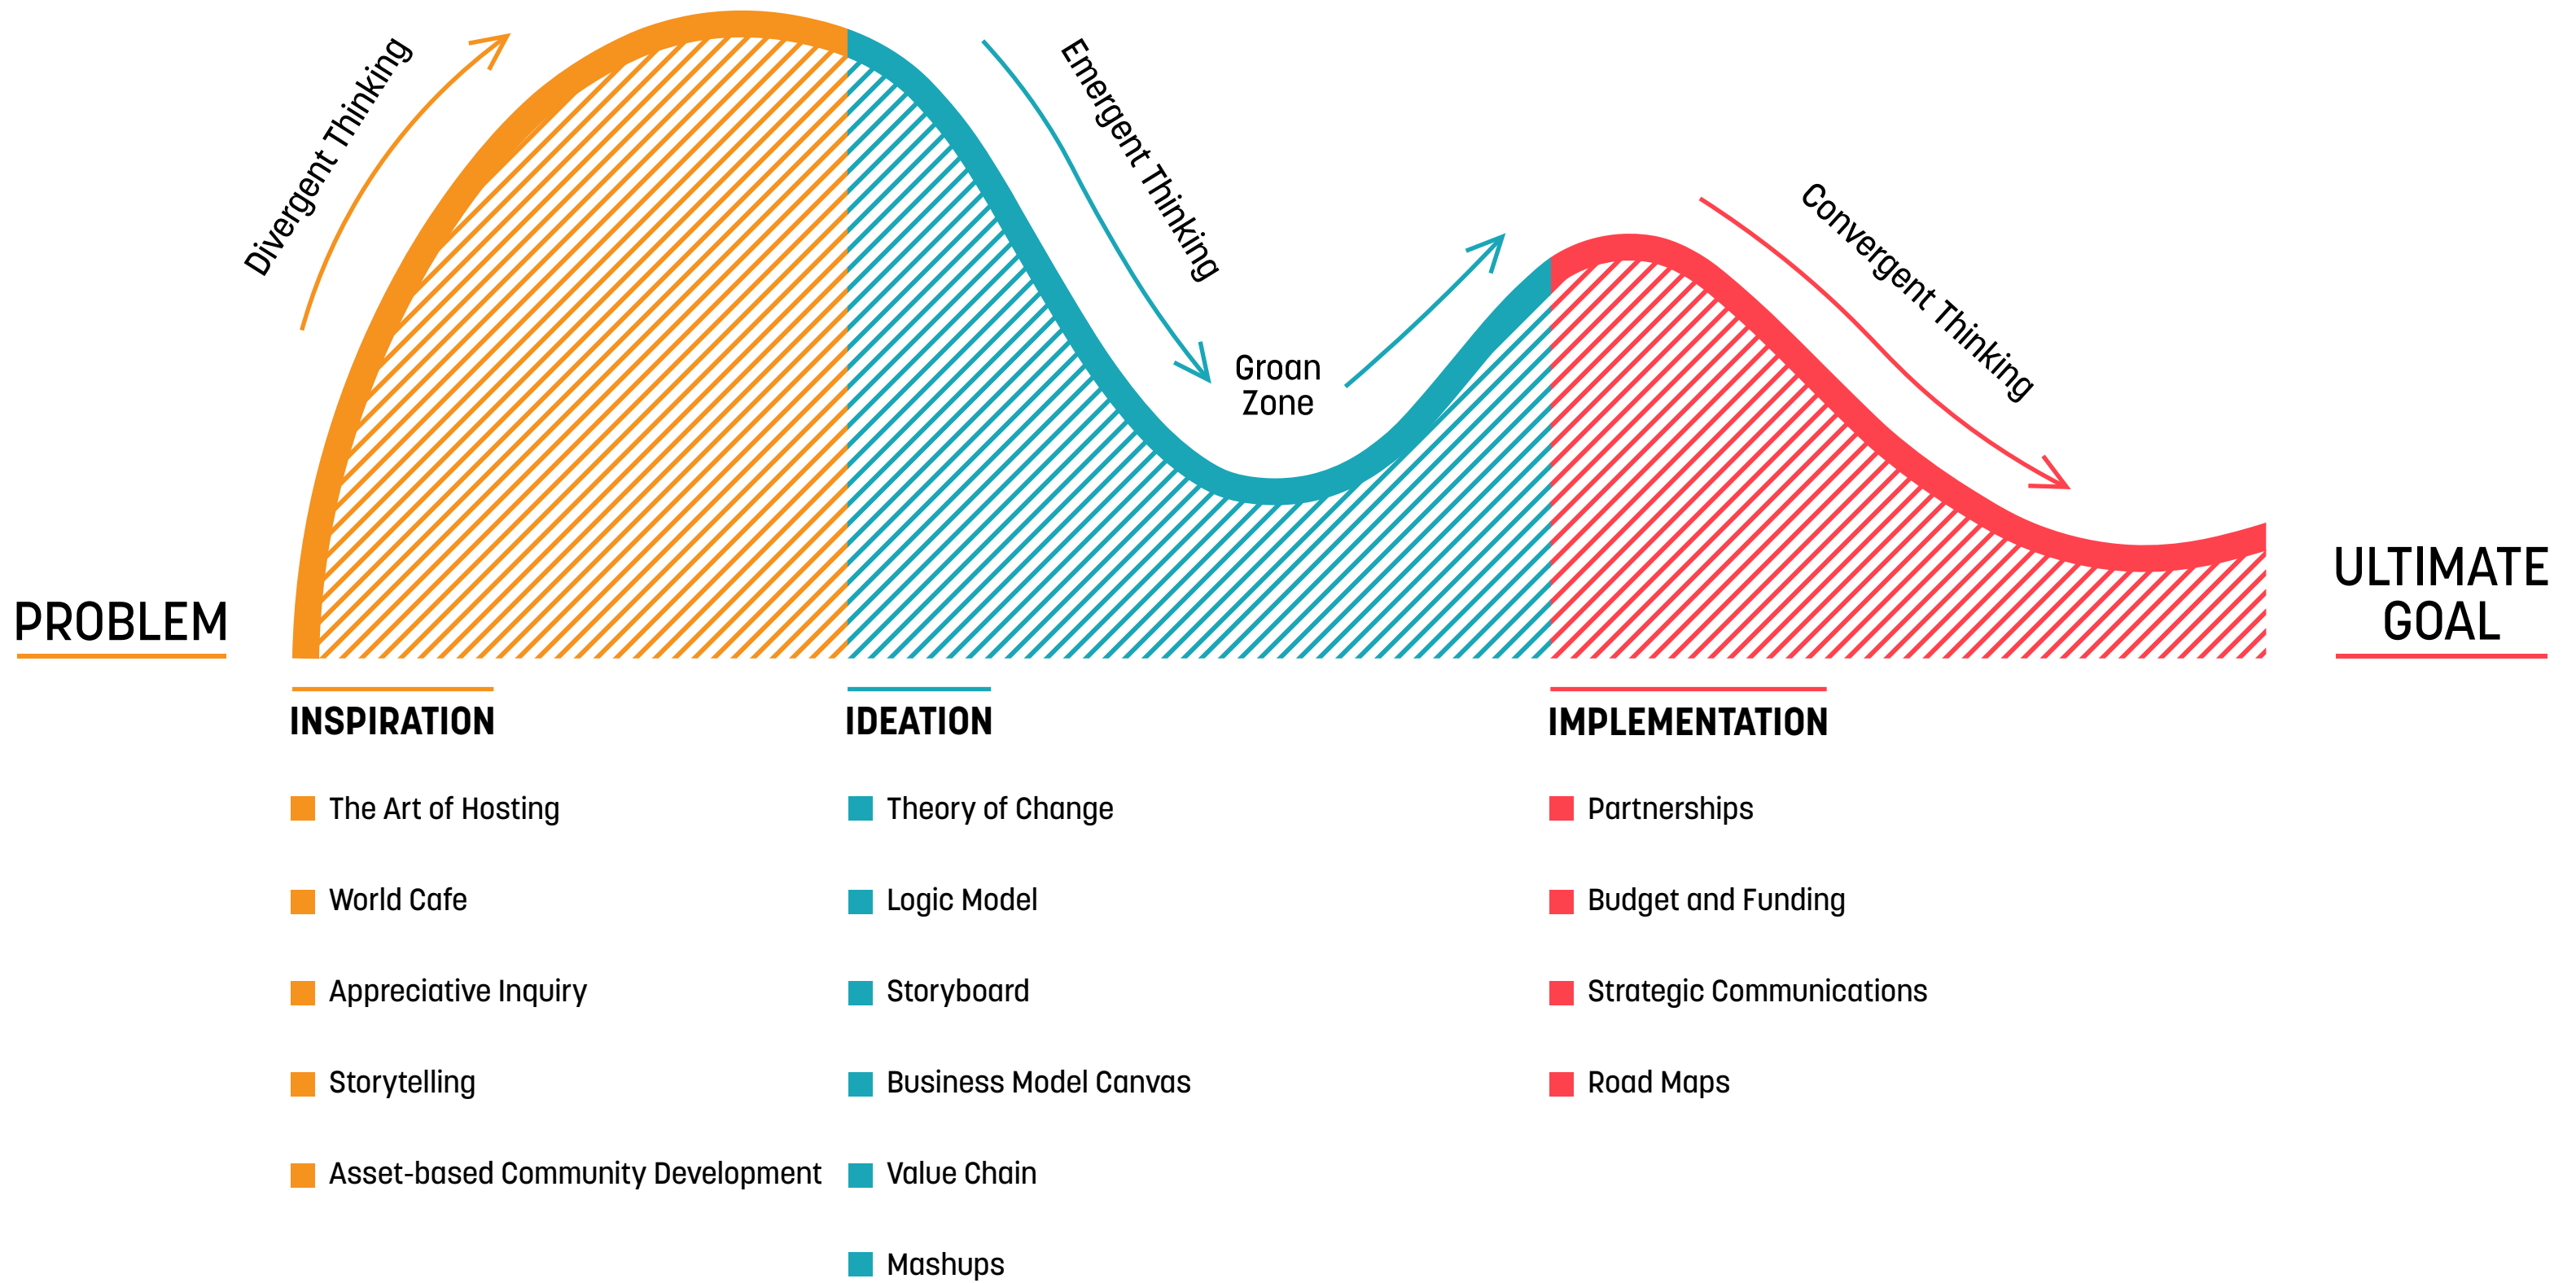 Divergent Thinking
Emergent Thinking
Groan
Zone
Convergent Thinking
PROBLEM
ULTIMATE
GOAL
INSPIRATION
The Art of Hosting
World Cafe
Appreciative Inquiry
Storytelling
Asset-based Community Development
IDEATION
Theory of Change
Logic Model
Storyboard
Business Model Canvas
Value Chain
Mashups
IMPLEMENTATION
Partnerships
Budget and Funding
Strategic Communications
Road Maps